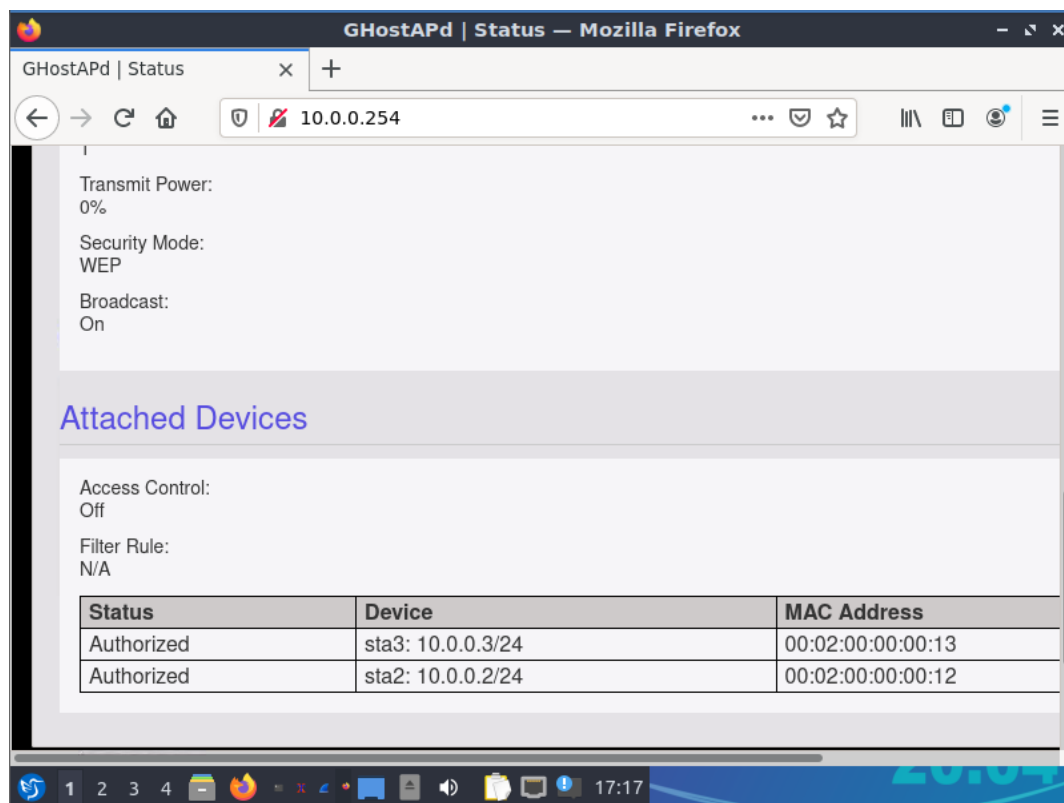 GHostAPd | Status — Mozilla Firefox
GHostAPd | Status
10.0.0.254
Transmit Power:
0%
Security Mode:
WEP
Broadcast:
On
Attached Devices
Access Control:
Off
Filter Rule:
N/A
Status Device MAC Address
Authorized sta3: 10.0.0.3/24 00:02:00:00:00:13
Authorized sta2: 10.0.0.2/24 00:02:00:00:00:12
1 2 3 4 17:17